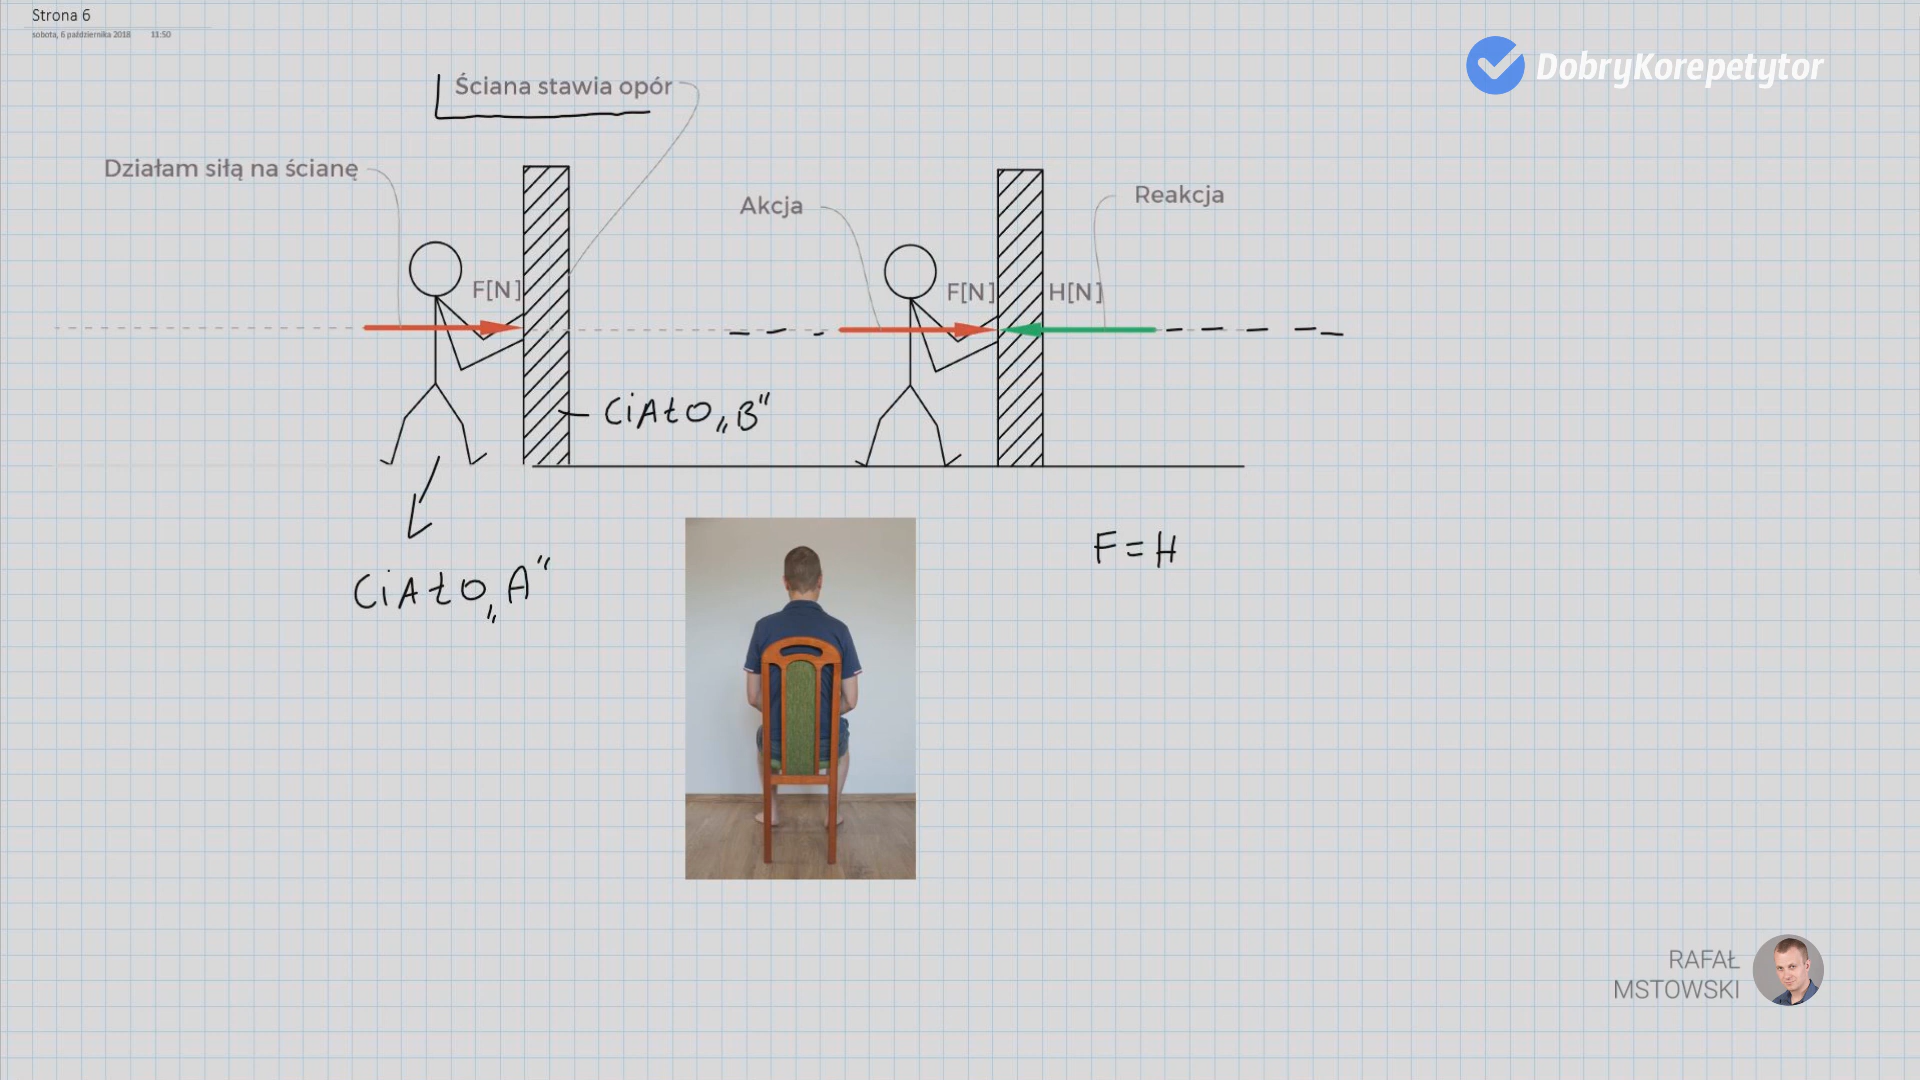 Strona 6
sobota, 6 października 2018 11:50
DobryKorepetytor
Ściana stawia opór
Działam siłą na ścianę
Akcja
Reakcja
F[N]
F[N]
H[N]
CiAŁO „B”
CiAŁO „A”
F = H
RAFAŁ
MSTOWSKI